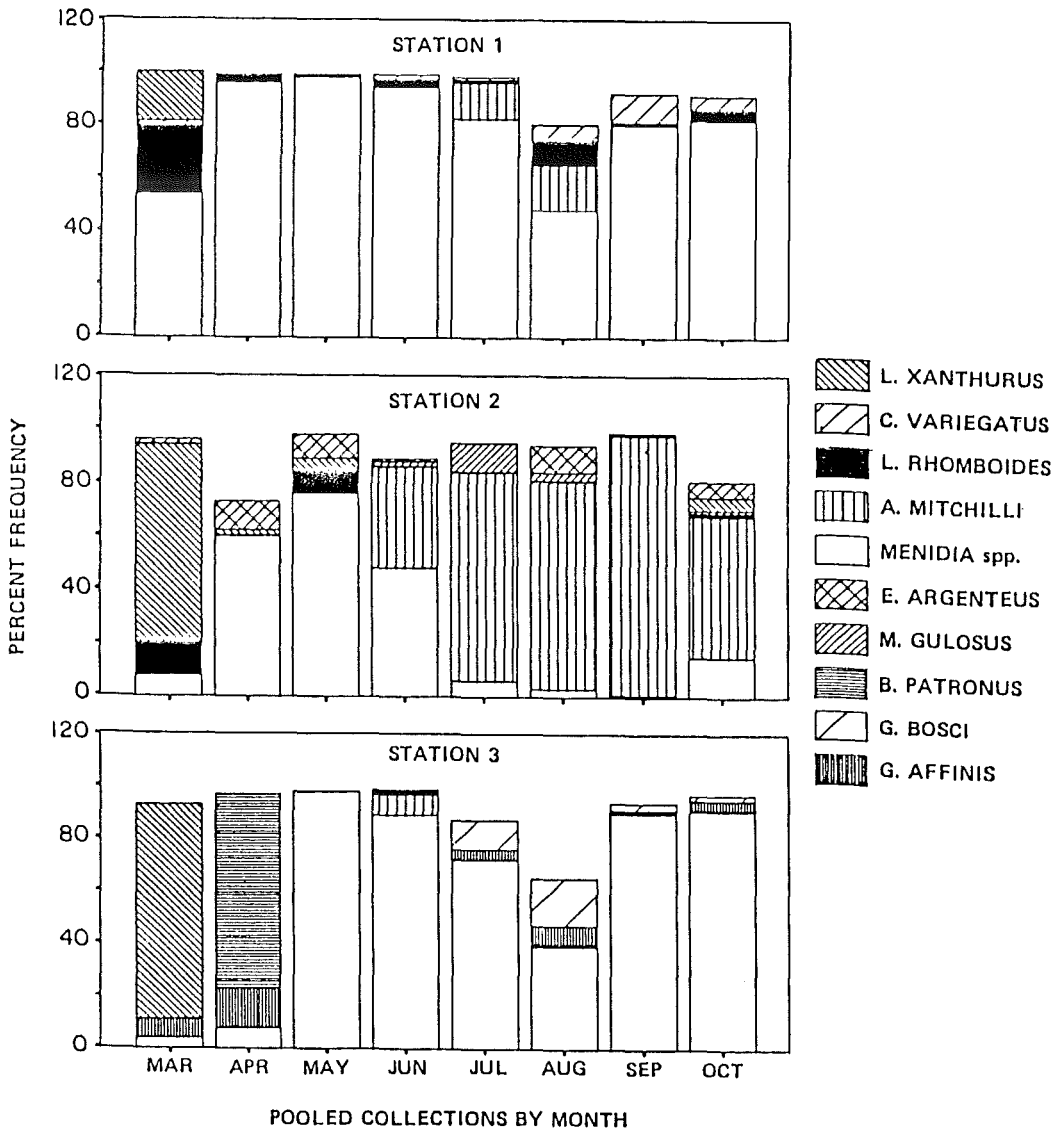 120
STATION 1
80
40
0
120
STATION 2
80
40
0
120
STATION 3
80
40
0
PERCENT FREQUENCY
MAR APR MAY JUN JUL AUG SEP OCT
POOLED COLLECTIONS BY MONTH
L. XANTHURUS
C. VARIEGATUS
L. RHOMBOIDES
A. MITCHILLI
MENIDIA spp.
E. ARGENTEUS
M. GULOSUS
B. PATRONUS
G. BOSCI
G. AFFINIS